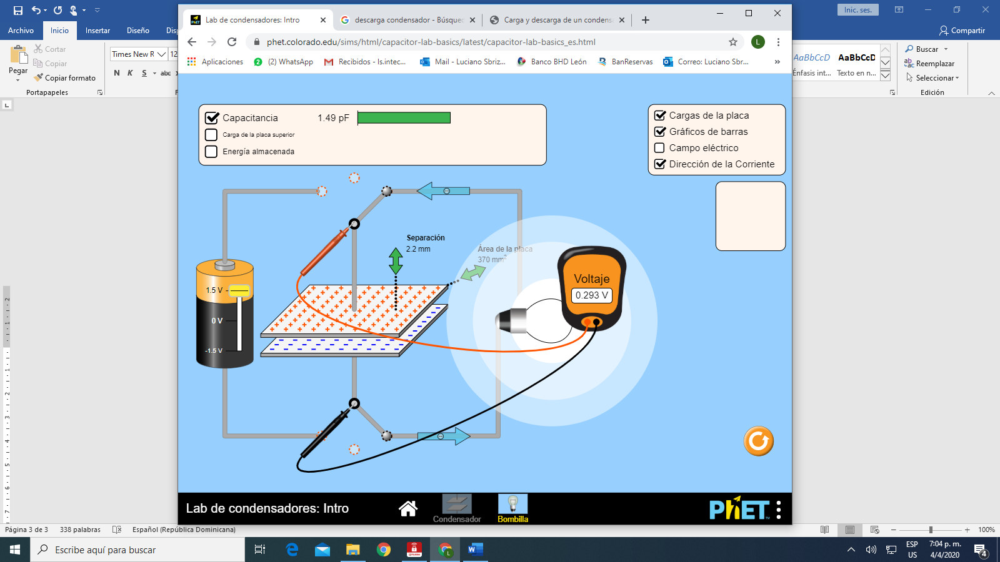 Inic. ses.
Archivo Inicio Insertar Diseño Compartir
Pegar
Cortar
Copiar
Copiar formato
Portapapeles
Times New R 12
N K S abc
Lab de condensadores: Intro
descarga condensador - Búsqued
Carga y descarga de un condens
phet.colorado.edu/sims/html/capacitor-lab-basics/latest/capacitor-lab-basics_es.html
L
Aplicaciones (2) WhatsApp Recibidos - ls.intec... Mail - Luciano Sbriz... Banco BHD León BanReservas Correo: Luciano Sbr... »
AaBbCcD AaBbCcD
Énfasis int... Texto en n...
Buscar
Reemplazar
Seleccionar
Edición
Capacitancia 1.49 pF
Carga de la placa superior
Energía almacenada
Cargas de la placa
Gráficos de barras
Campo eléctrico
Dirección de la Corriente
Separación
2.2 mm
Área de la placa
370 mm²
1.5 V
0 V
-1.5 V
Voltaje
0.293 V
Lab de condensadores: Intro
Condensador
Bombilla
PhET
Página 3 de 3 338 palabras Español (República Dominicana) 100%
Escribe aquí para buscar
ESP
US
7:04 p. m.
4/4/2020
4